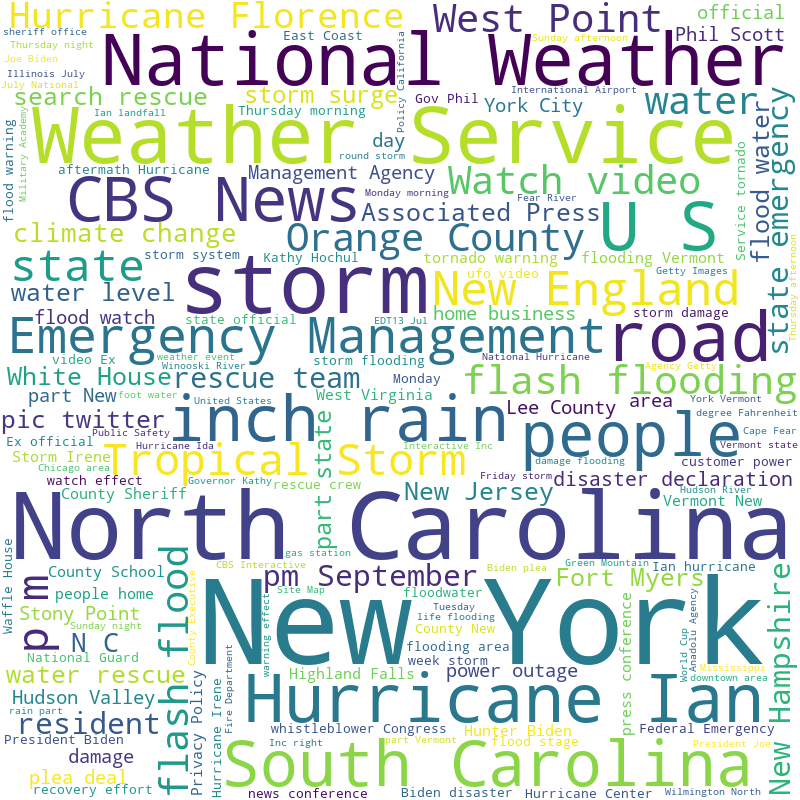 Hurricane Florence
West Point
official
sheriff office
East Coast
Sunday afternoon
Phil Scott
Thursday night
National Weather
Joe Biden
Illinois July
Policy California
July National
International Airport
search rescue
storm surge
Gov Phil
York City
water
Ian landfall
Thursday morning
Weather Service
day
flood water
state emergency
flood warning
Military Academy
round storm
aftermath Hurricane
Management Agency
Watch video
Service tornado
CBS News
Monday morning
Fear River
Associated Press
U S
climate change
Orange County
state
storm system
Kathy Hochul
tornado warning
flooding Vermont
storm
ufo video
Getty Images
Thursday afternoon
water level
New England
flood watch
state official
EDT13 Jul
home business
storm damage
Emergency Management
road
video Ex
weather event
storm flooding
National Hurricane
Agency Getty
Winooski River
White House
rescue team
West Virginia
Monday
flash flooding
part New
foot water
United States
inch rain
Lee County
area
York Vermont
degree Fahrenheit
pic twitter
people
Public Safety
Cape Fear
Ex official
Hurricane Ida
Interactive Inc
Vermont state
Storm Irene
Tropical Storm
part state
damage flooding
customer power
Chicago area
watch effect
Governor Kathy
rescue crew
Friday storm
disaster declaration
County Sheriff
New Jersey
Hudson River
Vermont New
North Carolina
Waffle House
gas station
flash flood
p m
County School
CBS Interactive
pm September
Biden plea
Green Mountain
Ian hurricane
Fort Myers
New Hampshire
people home
County Executive
Site Map
floodwater
Stony Point
New York
Tuesday
life flooding
World Cup
Anadolu Agency
Sunday night
N C
County New
press conference
National Guard
warning effect
flooding area
week storm
water rescue
Highland Falls
power outage
Mississippi
downtown area
Hudson Valley
Privacy Policy
Hurricane Irene
Fire Department
Hurricane Ian
rain part
resident
whistleblower Congress
Hunter Biden
Federal Emergency
President Biden
Inc right
part Vermont
flood stage
President Joe
damage
South Carolina
plea deal
recovery effort
news conference
Biden disaster
Hurricane Center
Wilmington North